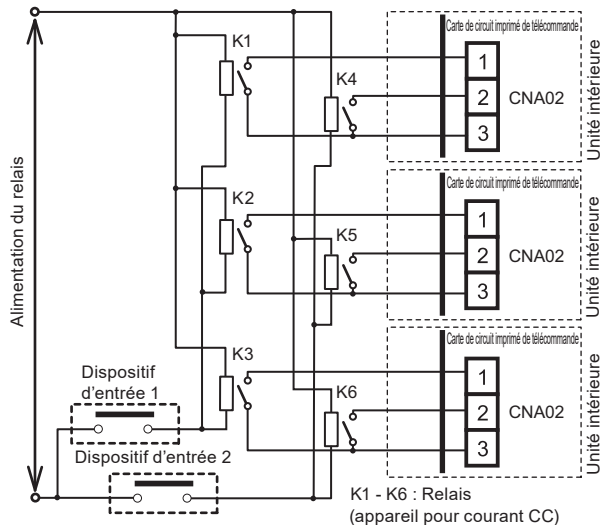 Alimentation du relais
K1
K4
Carte de circuit imprimé de télécommande
1
2
3
CNA02
Unité intérieure
K2
K5
Carte de circuit imprimé de télécommande
1
2
3
CNA02
Unité intérieure
K3
K6
Carte de circuit imprimé de télécommande
1
2
3
CNA02
Unité intérieure
Dispositif
d’entrée 1
Dispositif d’entrée 2
K1 - K6 : Relais
(appareil pour courant CC)